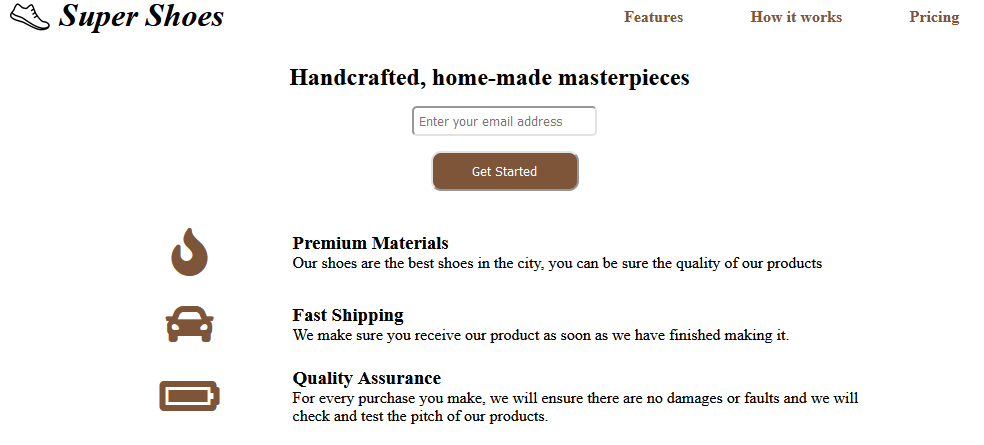 Super Shoes
Features
How it works
Pricing
Handcrafted, home-made masterpieces
Enter your email address
Get Started
Premium Materials
Our shoes are the best shoes in the city, you can be sure the quality of our products
Fast Shipping
We make sure you receive our product as soon as we have finished making it.
Quality Assurance
For every purchase you make, we will ensure there are no damages or faults and we will
check and test the pitch of our products.